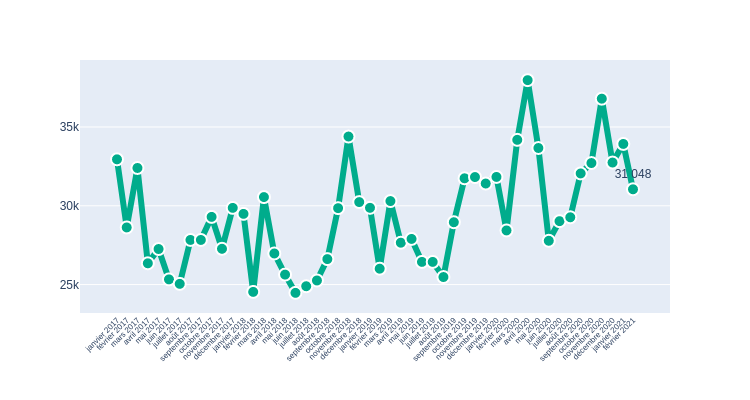 35k
30k
25k
31,048
janvier 2017
février 2017
mars 2017
avril 2017
mai 2017
juin 2017
juillet 2017
août 2017
septembre 2017
octobre 2017
novembre 2017
décembre 2017
janvier 2018
février 2018
mars 2018
avril 2018
mai 2018
juin 2018
juillet 2018
août 2018
septembre 2018
octobre 2018
novembre 2018
décembre 2018
janvier 2019
février 2019
mars 2019
avril 2019
mai 2019
juin 2019
juillet 2019
août 2019
septembre 2019
octobre 2019
novembre 2019
décembre 2019
janvier 2020
février 2020
mars 2020
avril 2020
mai 2020
juin 2020
juillet 2020
août 2020
septembre 2020
octobre 2020
novembre 2020
décembre 2020
janvier 2021
février 2021